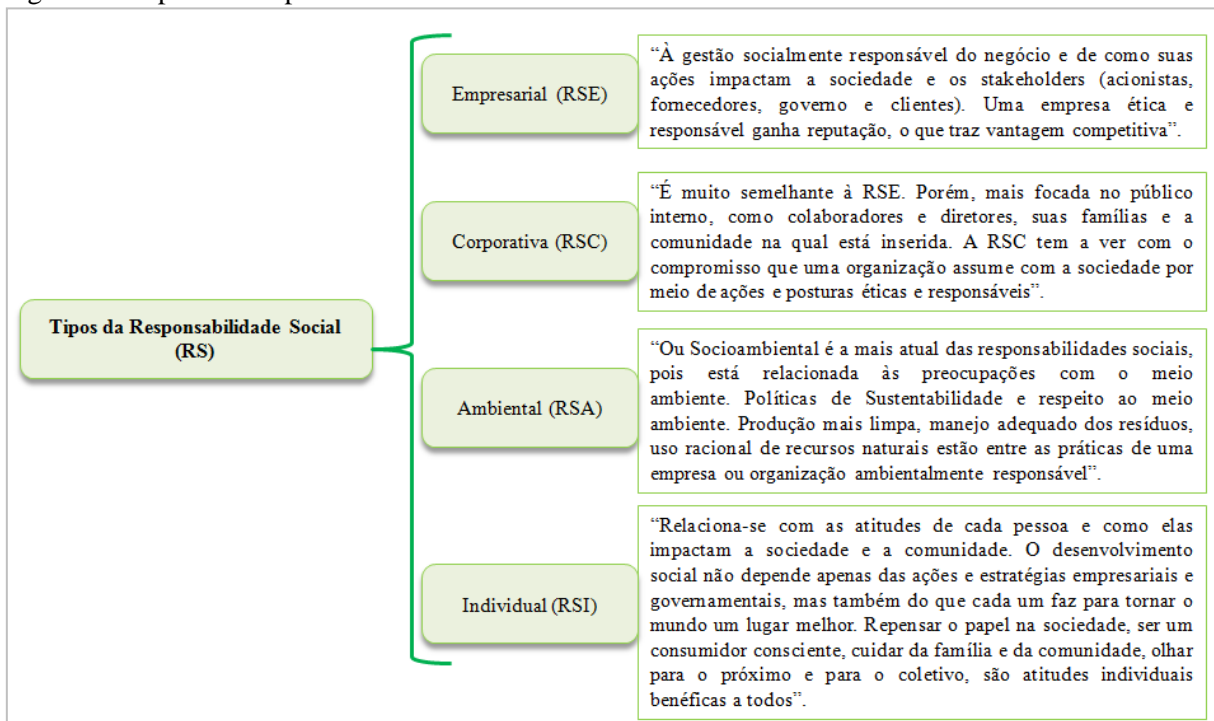 Tipos da Responsabilidade Social
(RS)
Empresarial (RSE)
“À gestão socialmente responsável do negócio e de como suas
ações impactam a sociedade e os stakeholders (acionistas,
fornecedores, governo e clientes). Uma empresa ética e
responsável ganha reputação, o que traz vantagem competitiva”.
Corporativa (RSC)
“É muito semelhante à RSE. Porém, mais focada no público
interno, como colaboradores e diretores, suas famílias e a
comunidade na qual está inserida. A RSC tem a ver com o
compromisso que uma organização assume com a sociedade por
meio de ações e posturas éticas e responsáveis”.
Ambiental (RSA)
“Ou Socioambiental é a mais atual das responsabilidades sociais,
pois está relacionada às preocupações com o meio
ambiente. Políticas de Sustentabilidade e respeito ao meio
ambiente. Produção mais limpa, manejo adequado dos resíduos,
uso racional de recursos naturais estão entre as práticas de uma
empresa ou organização ambientalmente responsável”.
Individual (RSI)
“Relaciona-se com as atitudes de cada pessoa e como elas
impactam a sociedade e a comunidade. O desenvolvimento
social não depende apenas das ações e estratégias empresariais e
governamentais, mas também do que cada um faz para tornar o
mundo um lugar melhor. Repensar o papel na sociedade, ser um
consumidor consciente, cuidar da família e da comunidade, olhar
para o próximo e para o coletivo, são atitudes individuais
benéficas a todos”.